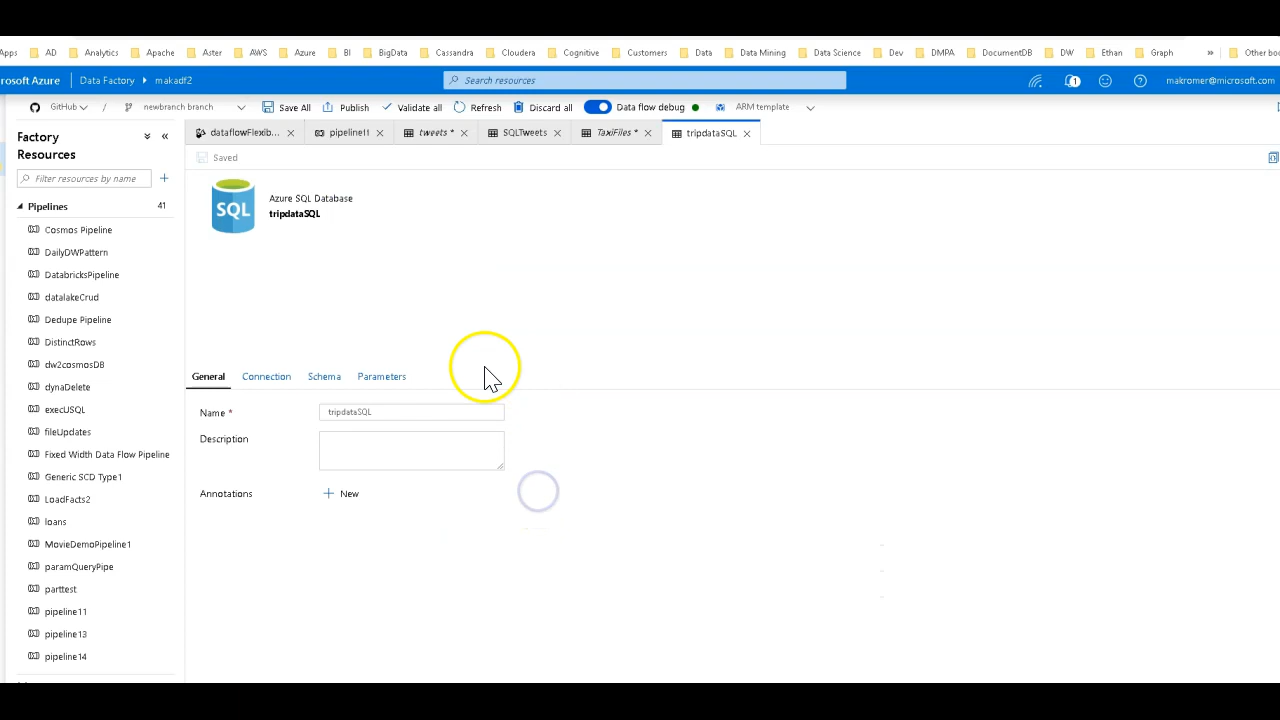 Apps AD Analytics Apache Aster AWS Azure BI BigData Cassandra Cloudera Cognitive Customers Data Data Mining Data Science Dev DMPA DocumentDB DW Ethan Graph » Other boo
rosoft Azure Data Factory makadf2 Search resources 1 makromer@microsoft.com
GitHub / newbranch branch Save All Publish Validate all Refresh Discard all Data flow debug ARM template
dataflowFlexib... pipeline11 tweets * SQLTweets TaxiFiles * tripdataSQL
Factory Resources
Saved
Filter resources by name
Azure SQL Database
SQL
tripdataSQL
Pipelines 41
Cosmos Pipeline
DailyDWPattern
DatabricksPipeline
datalakeCrud
Dedupe Pipeline
DistinctRows
dw2cosmosDB
dynaDelete
execUSQL
fileUpdates
Fixed Width Data Flow Pipeline
Generic SCD Type1
LoadFacts2
loans
MovieDemoPipeline1
paramQueryPipe
parttest
pipeline11
pipeline13
pipeline14
General Connection Schema Parameters
Name * tripdataSQL
Description
Annotations + New